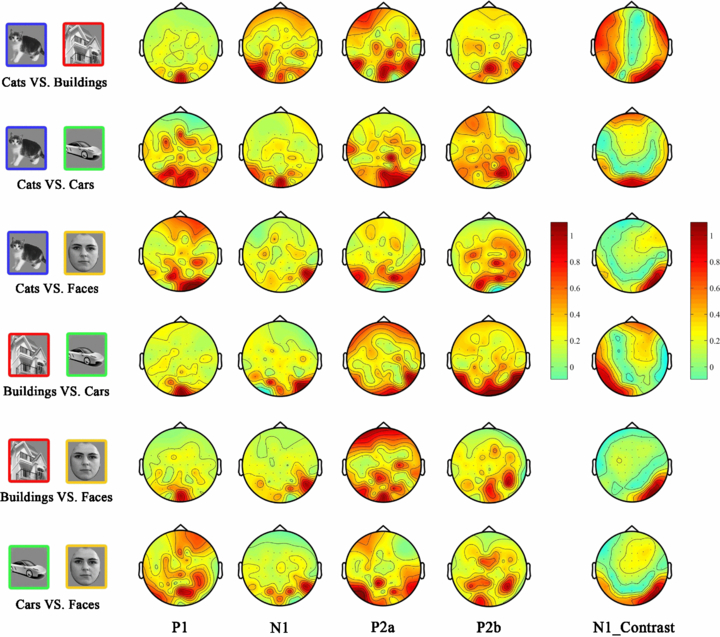 Cats VS. Buildings
Cats VS. Cars
Cats VS. Faces
1
0.8
0.6
0.4
0.2
0
1
0.8
0.6
0.4
0.2
0
Buildings VS. Cars
Buildings VS. Faces
Cars VS. Faces
P1 N1 P2a P2b N1_Contrast